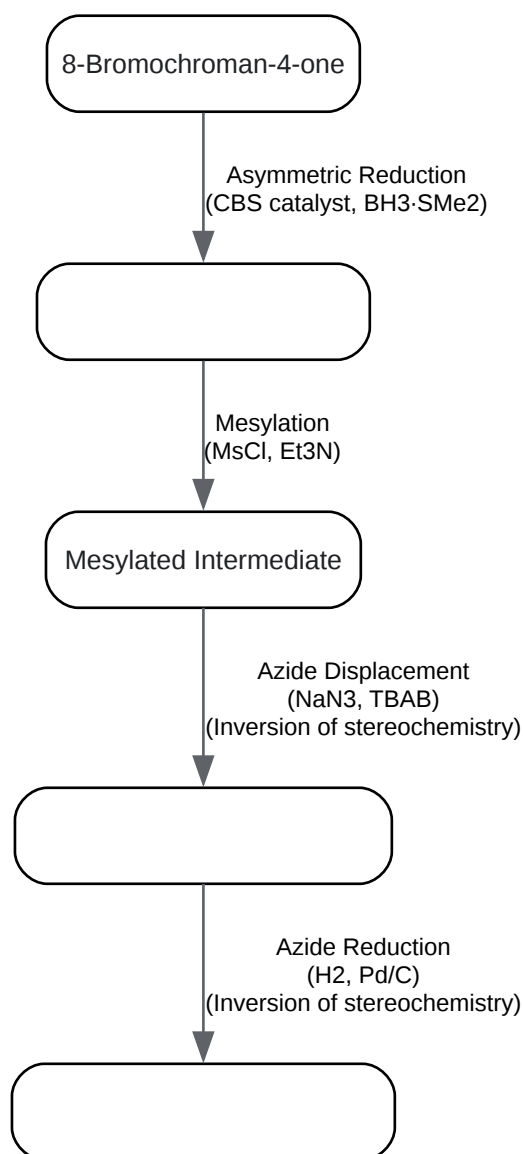 8-Bromochroman-4-one
Asymmetric Reduction
(CBS catalyst, BH3·SMe2)
Mesylation
(MsCl, Et3N)
Mesylated Intermediate
Azide Displacement
(NaN3, TBAB)
(Inversion of stereochemistry)
Azide Reduction
(H2, Pd/C)
(Inversion of stereochemistry)